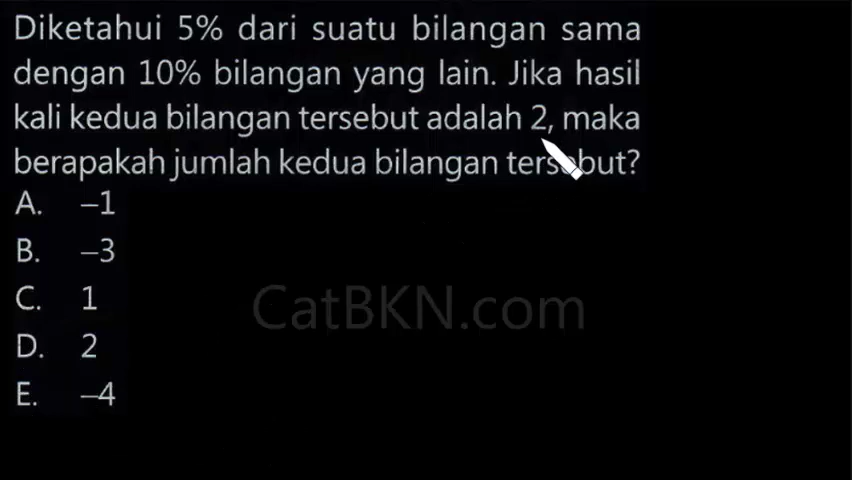 Diketahui 5% dari suatu bilangan sama
dengan 10% bilangan yang lain. Jika hasil
kali kedua bilangan tersebut adalah 2, maka
berapakah jumlah kedua bilangan tersebut?
A. –1
B. –3
C. 1
D. 2
E. –4
CatBKN.com